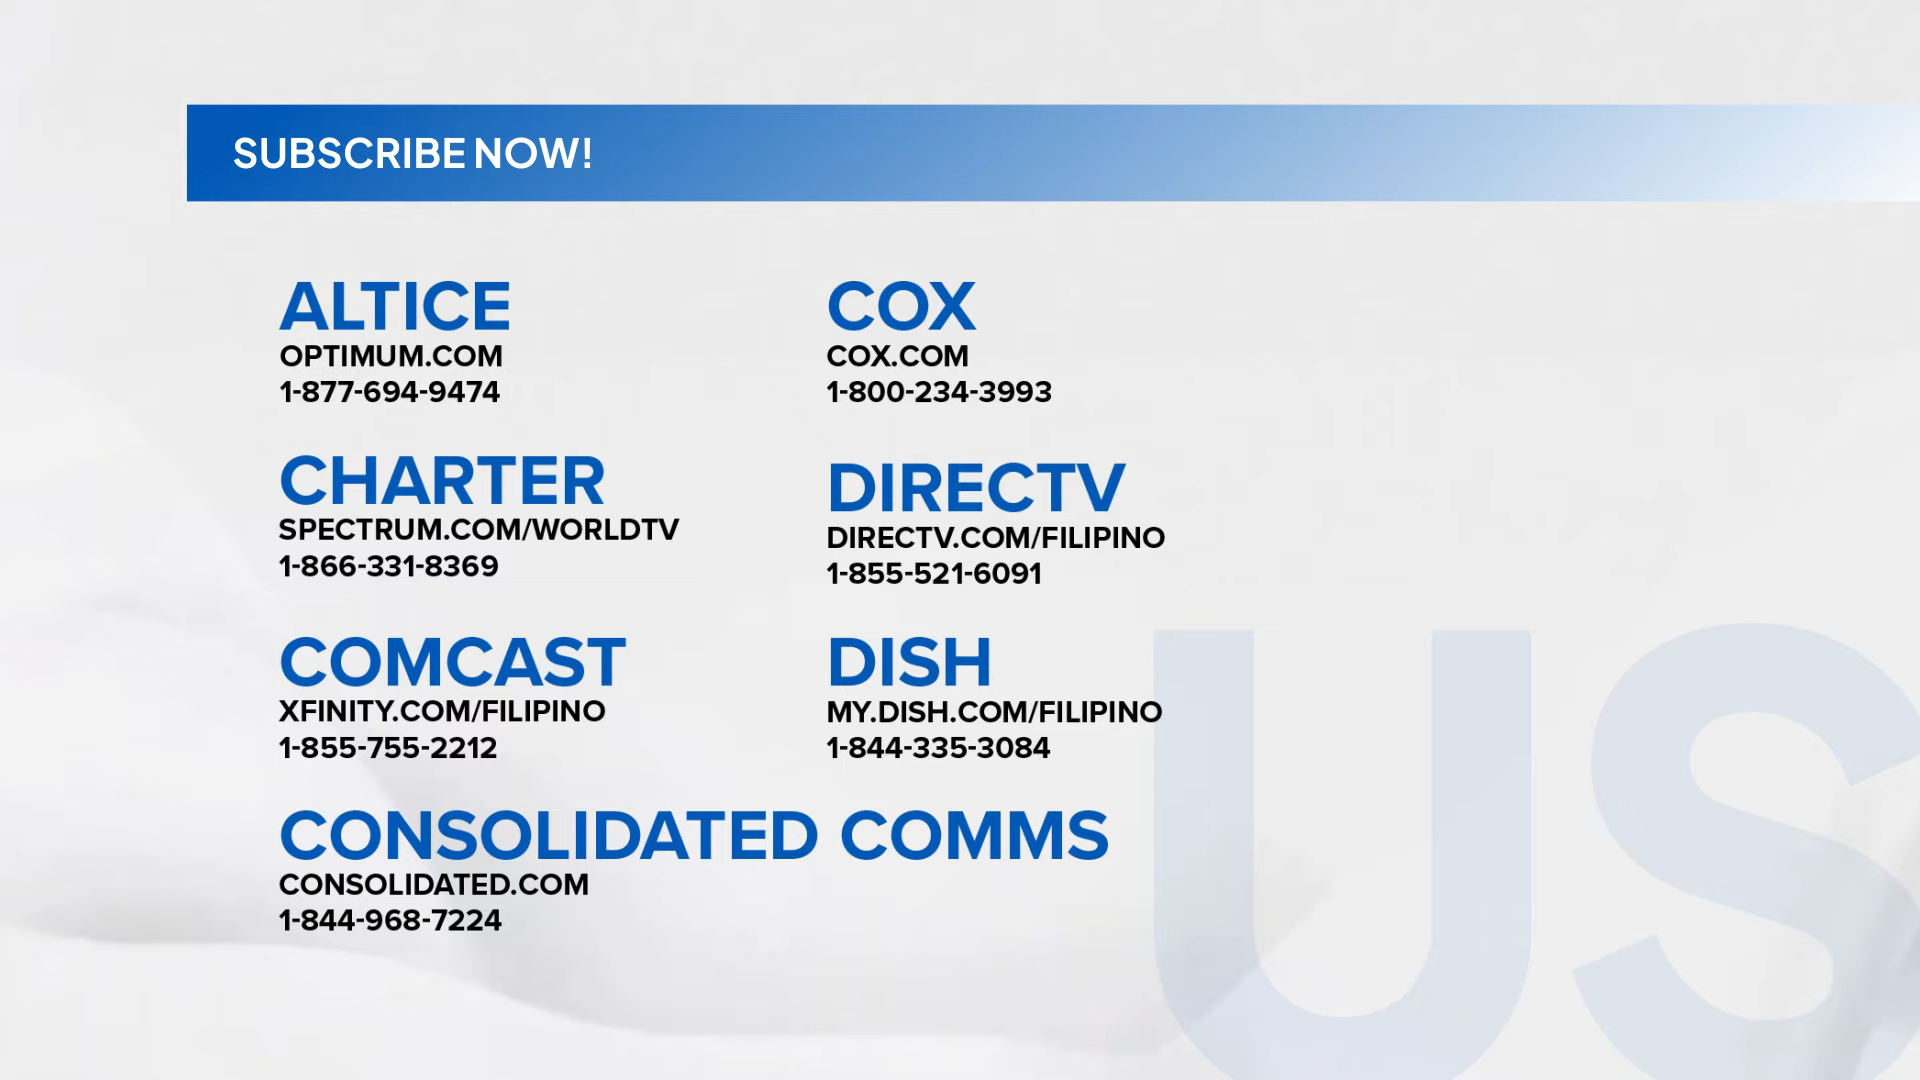 SUBSCRIBE NOW!
ALTICE
OPTIMUM.COM
1-877-694-9474
CHARTER
SPECTRUM.COM/WORLDTV
1-866-331-8369
COMCAST
XFINITY.COM/FILIPINO
1-855-755-2212
CONSOLIDATED COMMS
CONSOLIDATED.COM
1-844-968-7224
COX
COX.COM
1-800-234-3993
DIRECTV
DIRECTV.COM/FILIPINO
1-855-521-6091
DISH
MY.DISH.COM/FILIPINO
1-844-335-3084
US